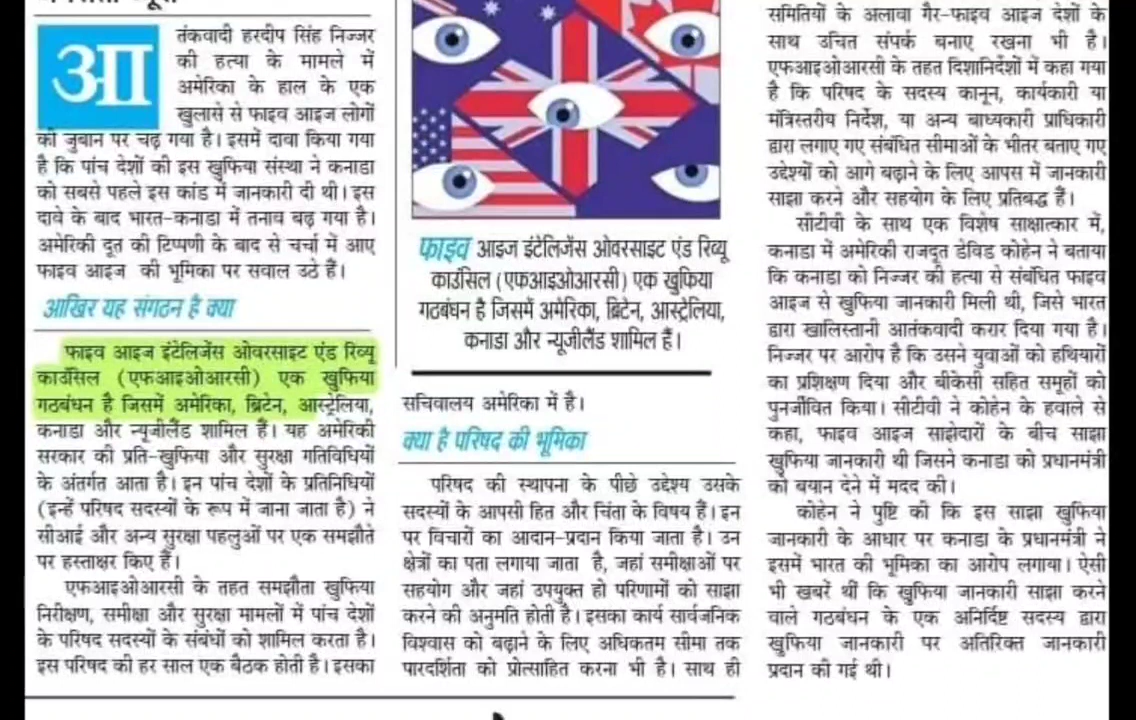 आतंकवादी हरदीप सिंह निज्जर
की हत्या के मामले में
अमेरिका के हाल के एक
खुलासे से फाइव आइज लोगों
की जुबान पर चढ़ गया है। इसमें दावा किया गया
है कि पांच देशों की इस खुफिया संस्था ने कनाडा
को सबसे पहले इस कांड में जानकारी दी थी। इस
दावे के बाद भारत-कनाडा में तनाव बढ़ गया है।
अमेरिकी दूत की टिप्पणी के बाद से चर्चा में आए
फाइव आइज की भूमिका पर सवाल उठे हैं।
आखिर यह संगठन है क्या
फाइव आइज इंटेलिजेंस ओवरसाइट एंड रिव्यू
काउंसिल (एफआइओआरसी) एक खुफिया
गठबंधन है जिसमें अमेरिका, ब्रिटेन, आस्ट्रेलिया,
कनाडा और न्यूजीलैंड शामिल हैं। यह अमेरिकी
सरकार की प्रति-खुफिया और सुरक्षा गतिविधियों
के अंतर्गत आता है। इन पांच देशों के प्रतिनिधियों
(इन्हें परिषद सदस्यों के रूप में जाना जाता है) ने
सीआई और अन्य सुरक्षा पहलुओं पर एक समझौते
पर हस्ताक्षर किए हैं।
एफआइओआरसी के तहत समझौता खुफिया
निरीक्षण, समीक्षा और सुरक्षा मामलों में पांच देशों
के परिषद सदस्यों के संबंधों को शामिल करता है।
इस परिषद की हर साल एक बैठक होती है। इसका
फाइव आइज इंटेलिजेंस ओवरसाइट एंड रिव्यू
काउंसिल (एफआइओआरसी) एक खुफिया
गठबंधन है जिसमें अमेरिका, ब्रिटेन, आस्ट्रेलिया,
कनाडा और न्यूजीलैंड शामिल हैं।
सचिवालय अमेरिका में है।
क्या है परिषद की भूमिका
परिषद की स्थापना के पीछे उद्देश्य उसके
सदस्यों के आपसी हित और चिंता के विषय हैं। इन
पर विचारों का आदान-प्रदान किया जाता है। उन
क्षेत्रों का पता लगाया जाता है, जहां समीक्षाओं पर
सहयोग और जहां उपयुक्त हो परिणामों को साझा
करने की अनुमति होती है। इसका कार्य सार्वजनिक
विश्वास को बढ़ाने के लिए अधिकतम सीमा तक
पारदर्शिता को प्रोत्साहित करना भी है। साथ ही
समितियों के अलावा गैर-फाइव आइज देशों के
साथ उचित संपर्क बनाए रखना भी है।
एफआइओआरसी के तहत दिशानिर्देशों में कहा गया
है कि परिषद के सदस्य कानून, कार्यकारी या
मंत्रिस्तरीय निर्देश, या अन्य बाध्यकारी प्राधिकारी
द्वारा लगाए गए संबंधित सीमाओं के भीतर बताए गए
उद्देश्यों को आगे बढ़ाने के लिए आपस में जानकारी
साझा करने और सहयोग के लिए प्रतिबद्ध हैं।
सीटीवी के साथ एक विशेष साक्षात्कार में,
कनाडा में अमेरिकी राजदूत डेविड कोहेन ने बताया
कि कनाडा को निज्जर की हत्या से संबंधित फाइव
आइज से खुफिया जानकारी मिली थी, जिसे भारत
द्वारा खालिस्तानी आतंकवादी करार दिया गया है।
निज्जर पर आरोप है कि उसने युवाओं को हथियारों
का प्रशिक्षण दिया और बीकेसी सहित समूहों को
पुनर्जीवित किया। सीटीवी ने कोहेन के हवाले से
कहा, फाइव आइज साझेदारों के बीच साझा
खुफिया जानकारी थी जिसने कनाडा को प्रधानमंत्री
को बयान देने में मदद की।
कोहेन ने पुष्टि की कि इस साझा खुफिया
जानकारी के आधार पर कनाडा के प्रधानमंत्री ने
इसमें भारत की भूमिका का आरोप लगाया। ऐसी
भी खबरें थीं कि खुफिया जानकारी साझा करने
वाले गठबंधन के एक अनिर्दिष्ट सदस्य द्वारा
खुफिया जानकारी पर अतिरिक्त जानकारी
प्रदान की गई थी।